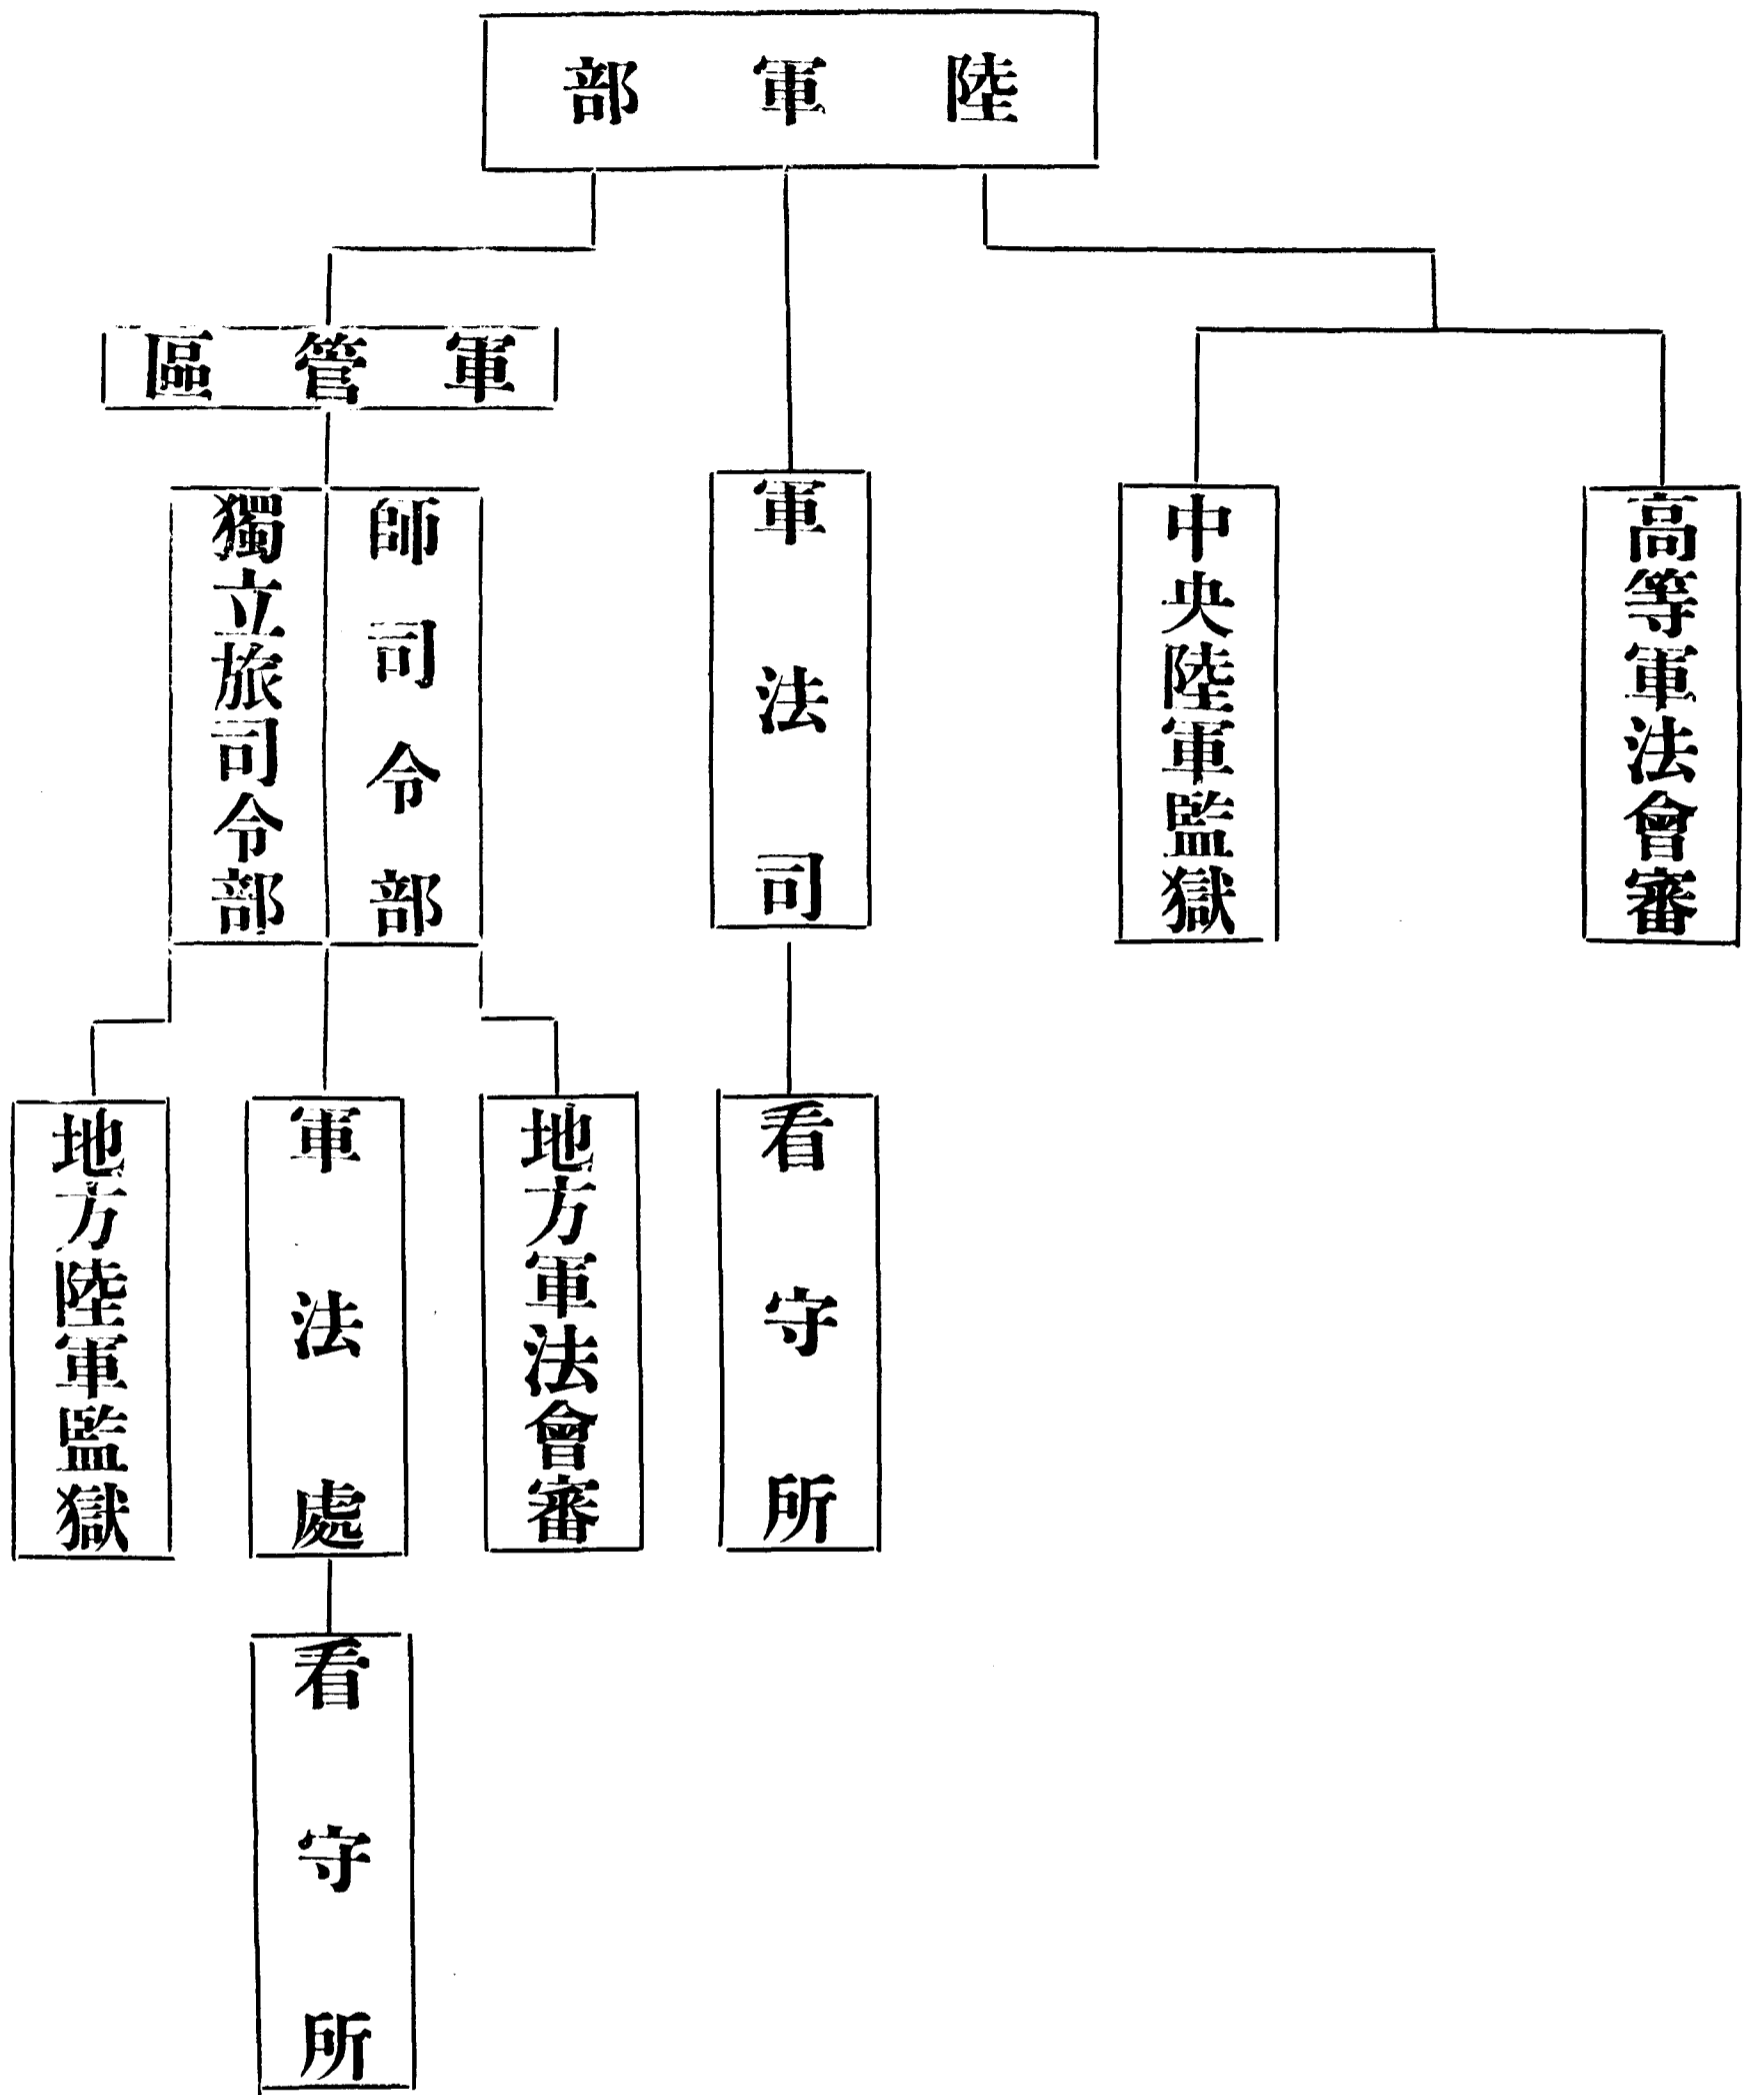 陸軍部
高等軍法會審
中央陸軍監獄
軍法司
看守所
軍管區
師司令部
獨立旅司令部
地方軍法會審
軍法處
地方陸軍監獄
看守所